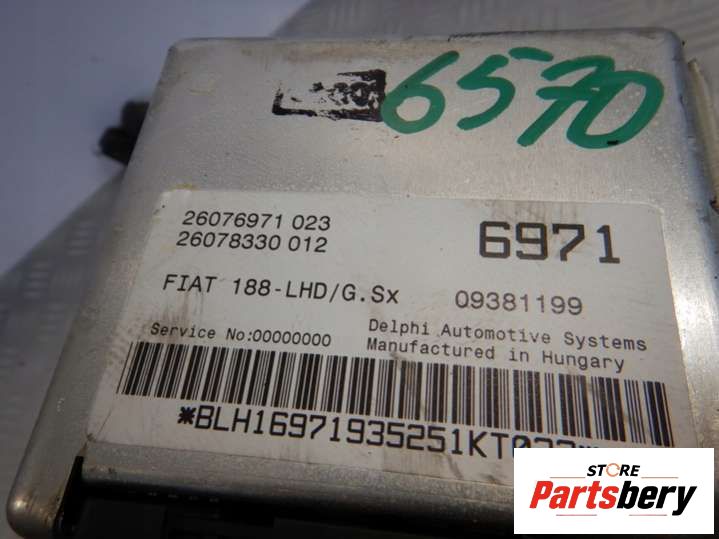 6570
26076971 023
26078330 012
6971
FIAT 188-LHD/G.Sx
09381199
Service No:00000000
Delphi Automotive Systems
Manufactured in Hungary
*BLH16971935251KT023*
STORE
Partsbery